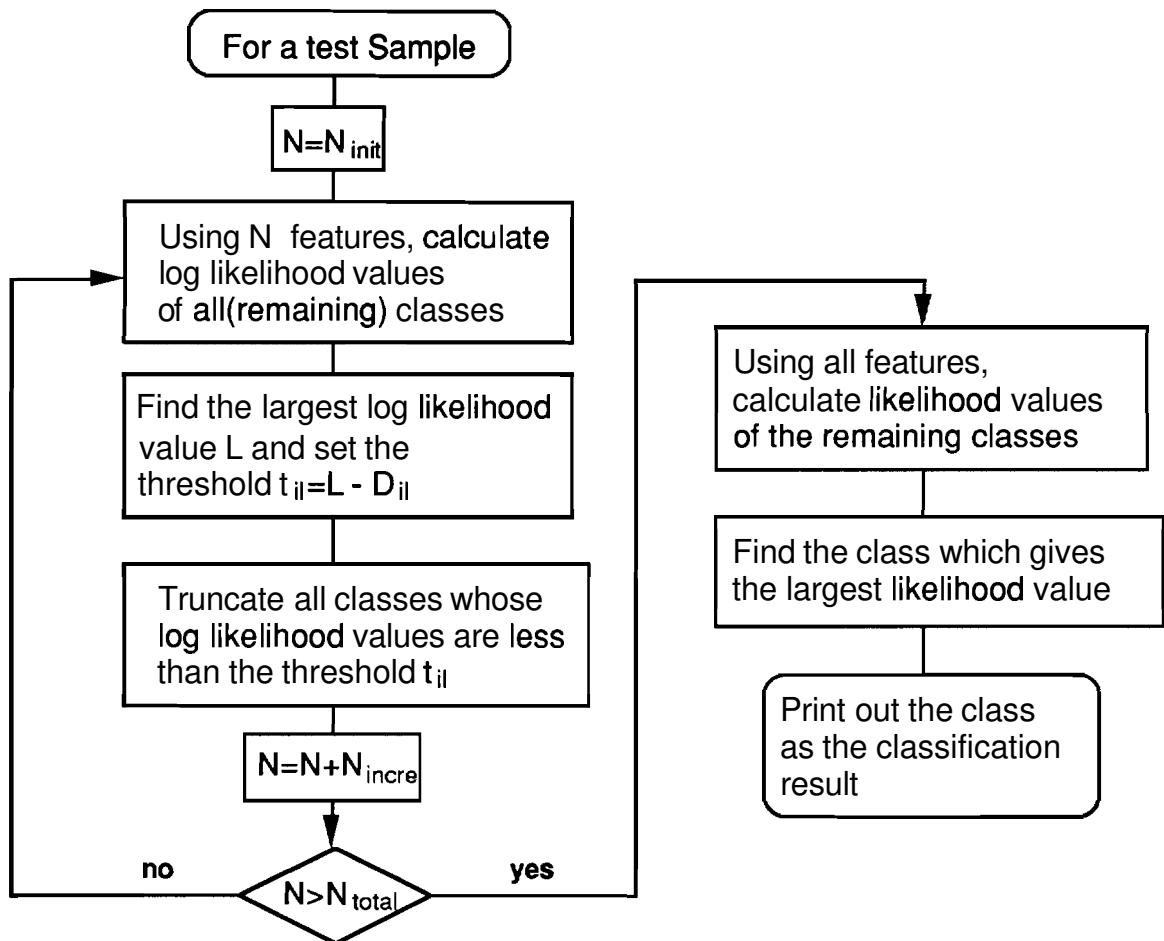 For a test Sample
N=N init
Using N features, calculate
log likelihood values
of all(remaining) classes
Find the largest log likelihood
value L and set the
threshold t il=L - D il
Truncate all classes whose
log likelihood values are less
than the threshold t il
N=N+N incre
no
N>N total
yes
Using all features,
calculate likelihood values
of the remaining classes
Find the class which gives
the largest likelihood value
Print out the class
as the classification
result